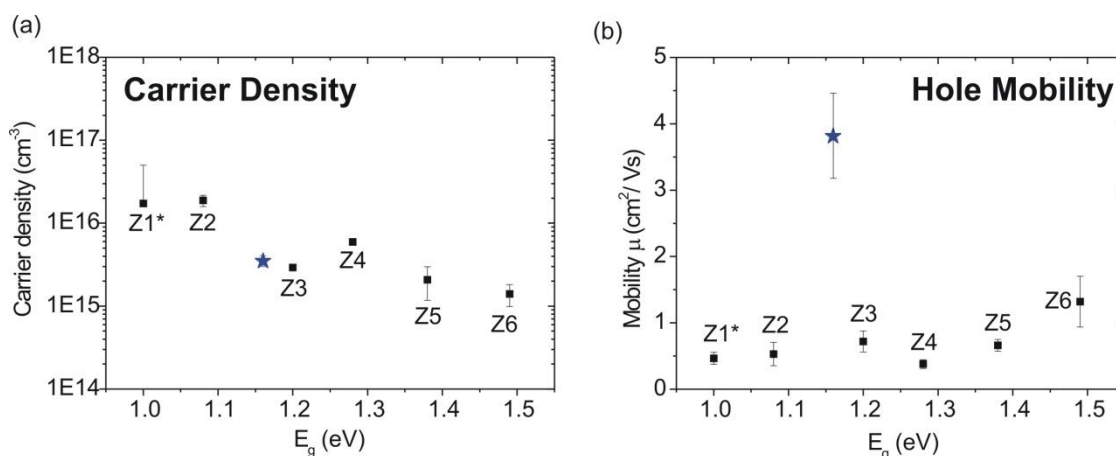 (a)
Carrier Density
Carrier density (cm-3)
1E18
1E17
1E16
1E15
1E14
Z1*
Z2
Z3
Z4
Z5
Z6
1.0 1.1 1.2 1.3 1.4 1.5
Eg (eV)
(b)
Hole Mobility
Mobility μ (cm2/ Vs)
5
4
3
2
1
0
Z1*
Z2
Z3
Z4
Z5
Z6
1.0 1.1 1.2 1.3 1.4 1.5
Eg (eV)